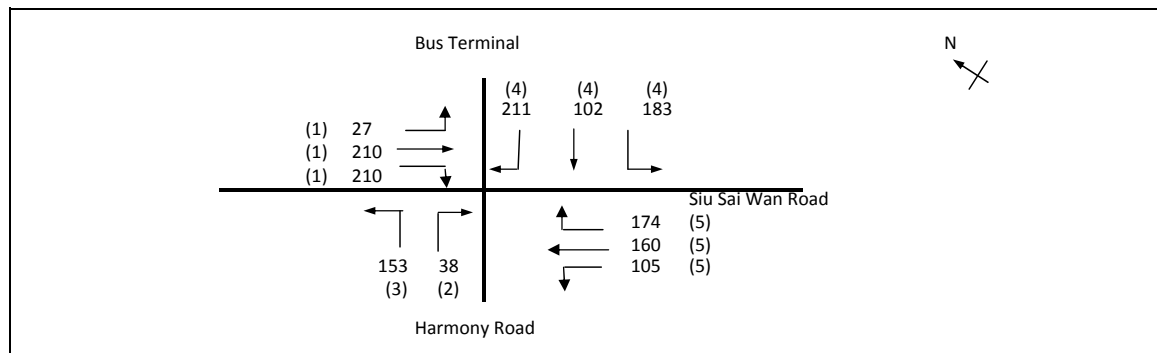 Bus Terminal
N
(4) (4) (4)
211 102 183
(1) 27
(1) 210
(1) 210
Siu Sai Wan Road
174 (5)
160 (5)
105 (5)
153 38
(3) (2)
Harmony Road